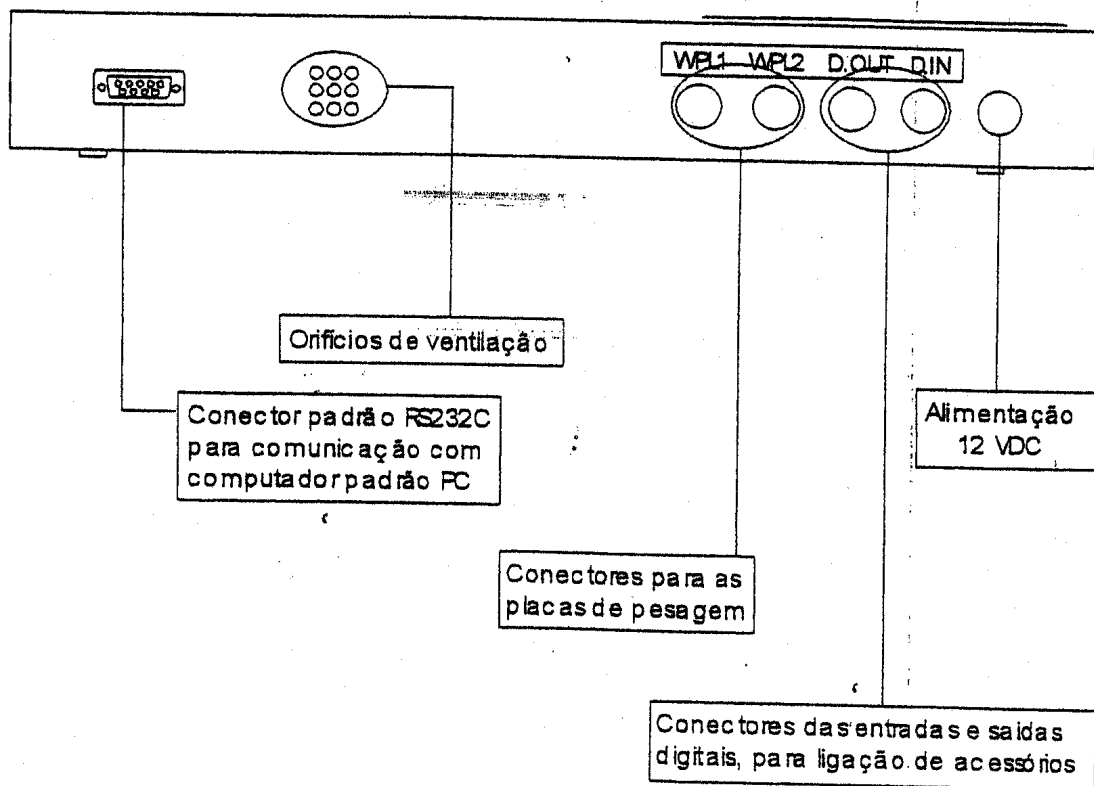 WPL1 WPL2 D.OUT D.IN
Orifícios de ventilação
Conector padrão RS232C
para comunicação com
computador padrão PC
Alimentação
12 VDC
Conectores para as
placas de pesagem
Conectores das entradas e saídas
digitais, para ligação de acessórios